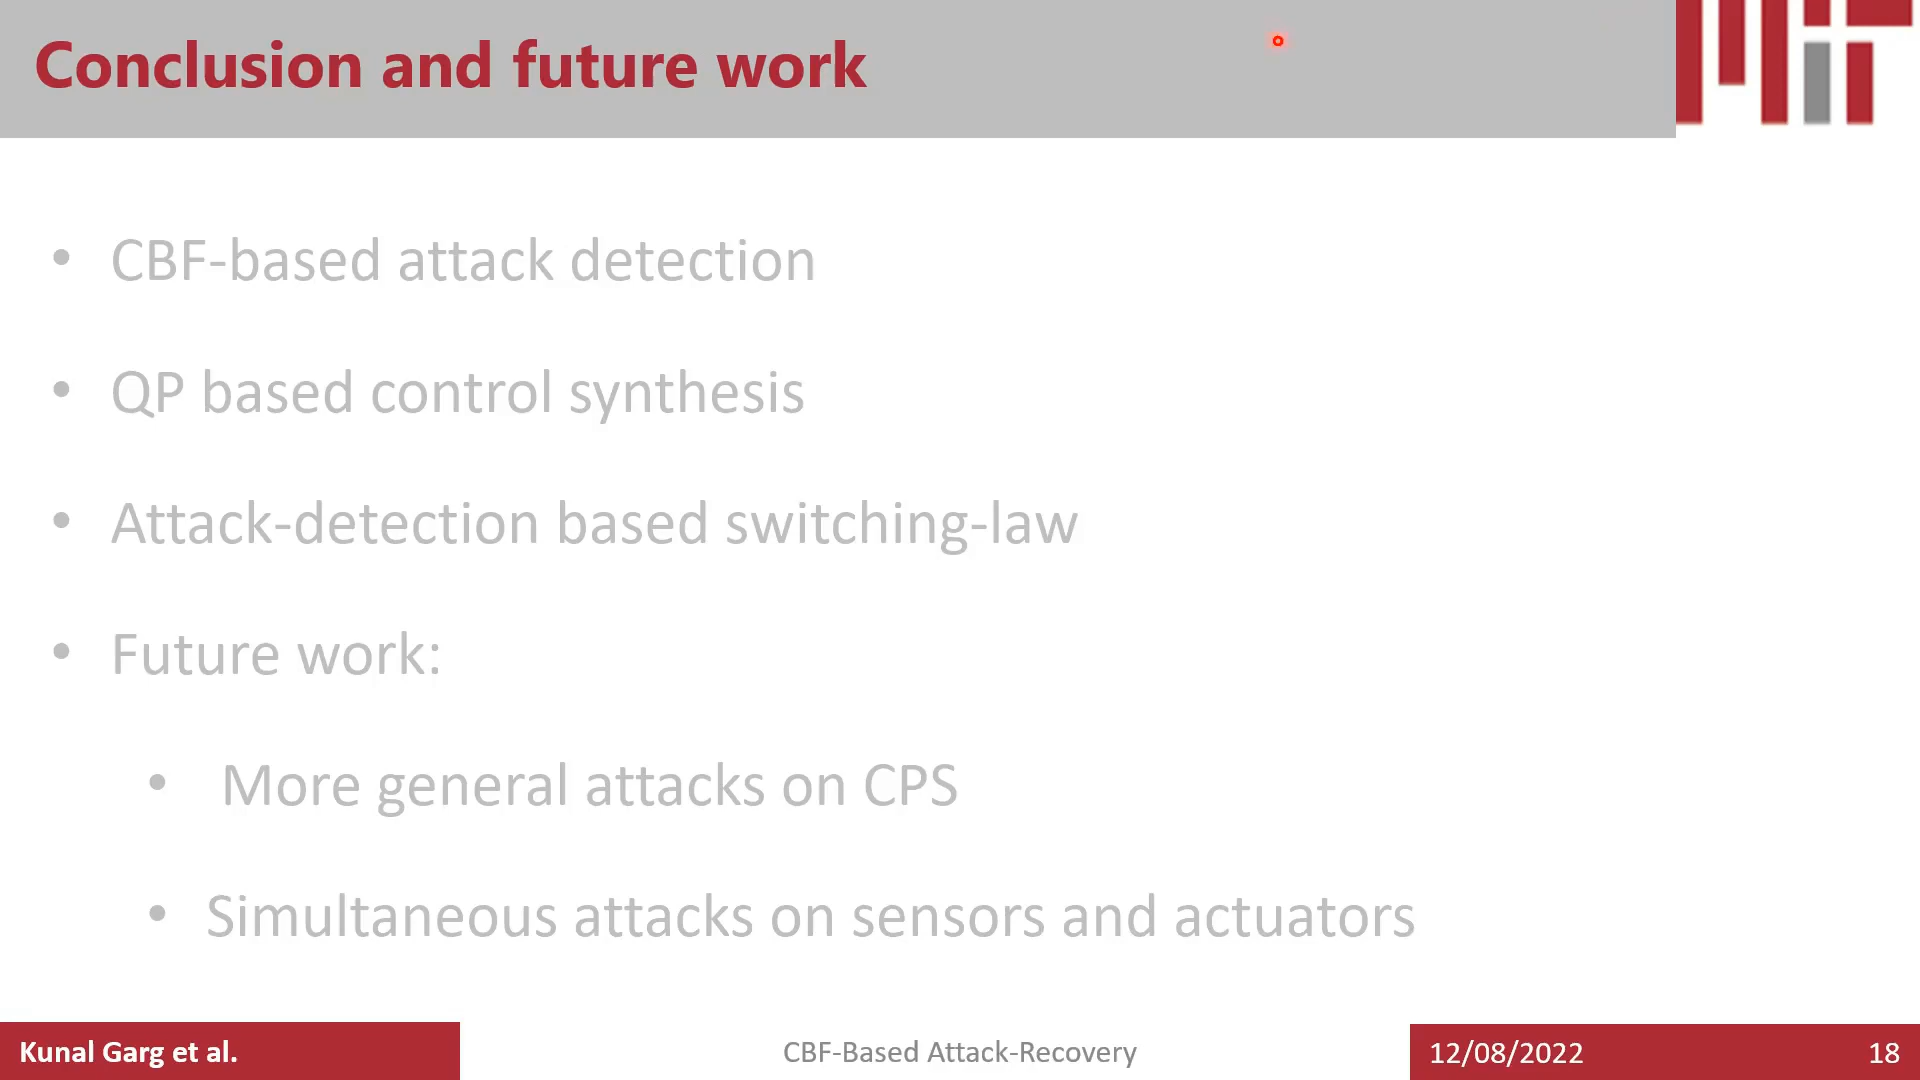 Conclusion and future work
• CBF-based attack detection
• QP based control synthesis
• Attack-detection based switching-law
• Future work:
• More general attacks on CPS
• Simultaneous attacks on sensors and actuators
Kunal Garg et al.
CBF-Based Attack-Recovery
12/08/2022
18